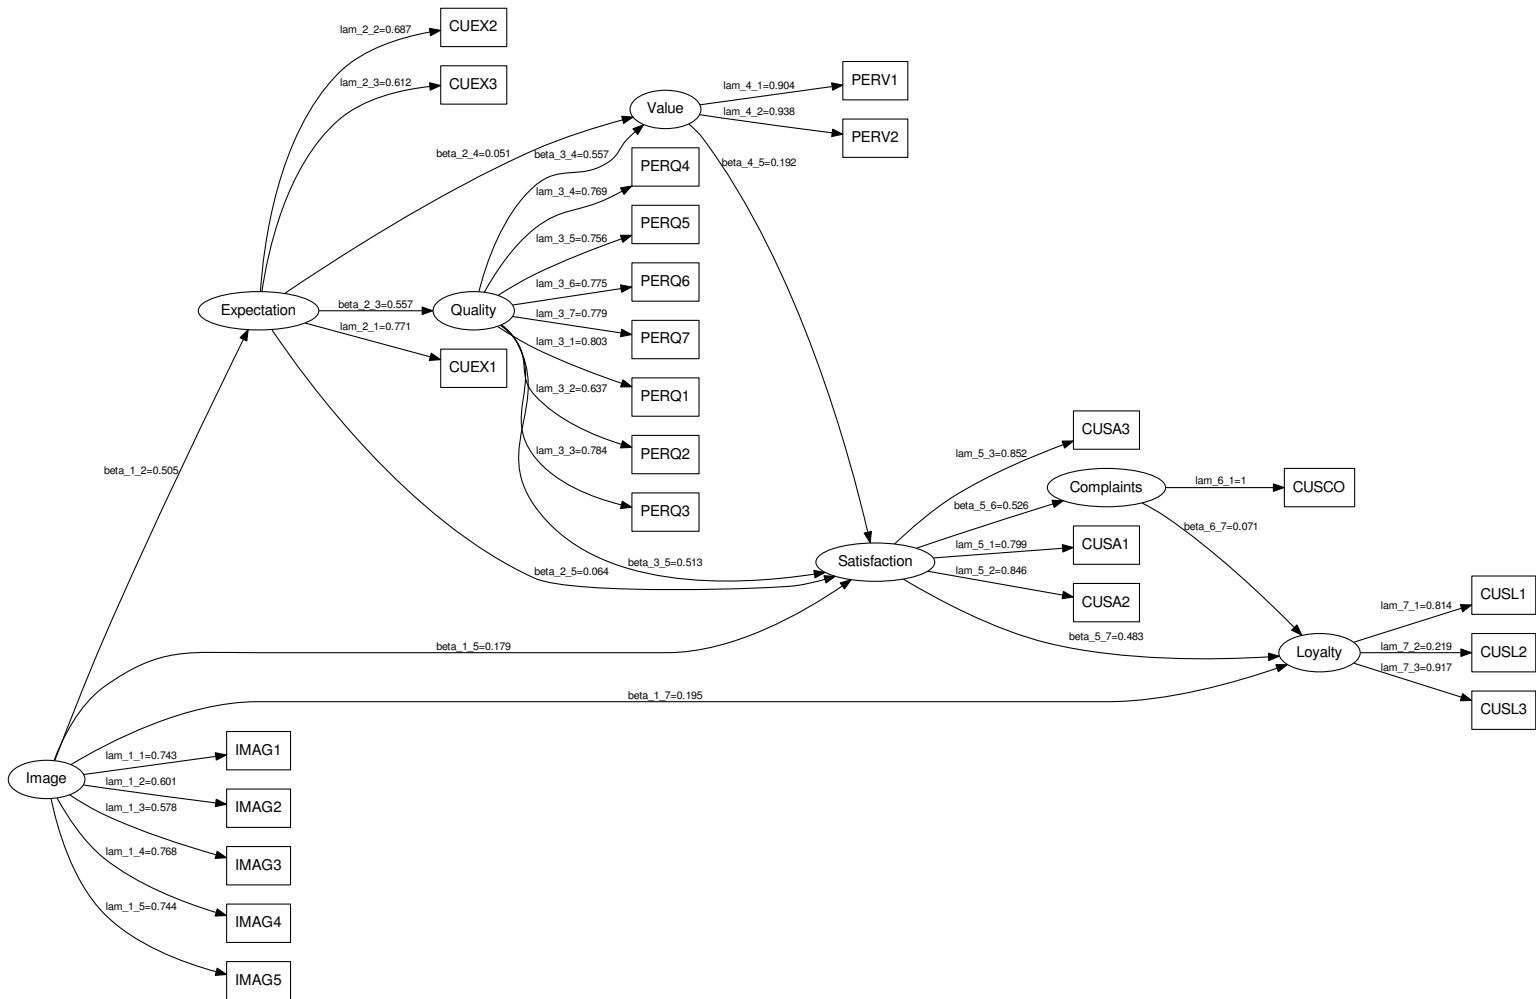 CUEX2
lam_2_2=0.687
CUEX3
lam_2_3=0.612
Value
PERV1
lam_4_1=0.904
lam_4_2=0.938
PERV2
beta_2_4=0.051
beta_3_4=0.557
beta_4_5=0.192
PERQ4
lam_3_4=0.769
PERQ5
lam_3_5=0.756
PERQ6
lam_3_6=0.775
Expectation
beta_2_3=0.557
Quality
lam_3_7=0.779
PERQ7
lam_2_1=0.771
CUEX1
lam_3_1=0.803
PERQ1
lam_3_2=0.637
PERQ2
lam_3_3=0.784
PERQ3
beta_1_2=0.505
CUSA3
lam_5_3=0.852
Complaints
lam_6_1=1
CUSCO
beta_5_6=0.526
beta_6_7=0.071
lam_5_1=0.799
CUSA1
Satisfaction
beta_3_5=0.513
beta_2_5=0.064
lam_5_2=0.846
CUSA2
beta_5_7=0.483
beta_1_5=0.179
Loyalty
lam_7_1=0.814
CUSL1
lam_7_2=0.219
CUSL2
lam_7_3=0.917
CUSL3
beta_1_7=0.195
Image
lam_1_1=0.743
IMAG1
lam_1_2=0.601
IMAG2
lam_1_3=0.578
IMAG3
lam_1_4=0.768
IMAG4
lam_1_5=0.744
IMAG5